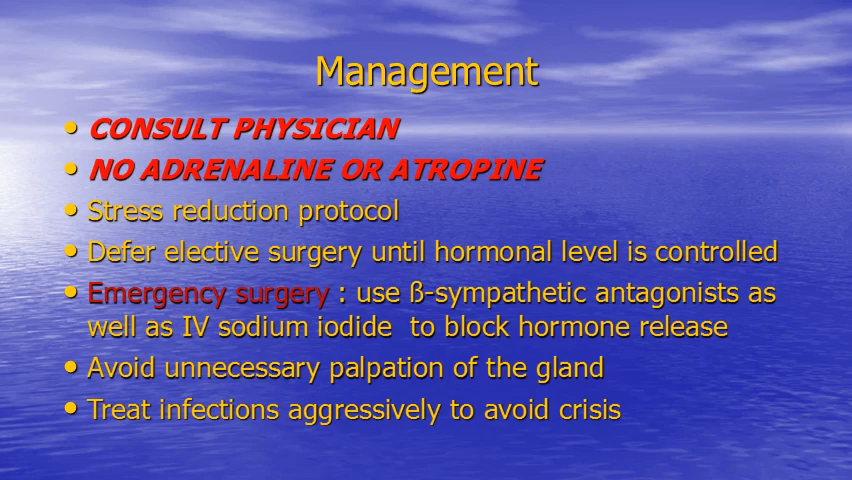 Management
• CONSULT PHYSICIAN
• NO ADRENALINE OR ATROPINE
• Stress reduction protocol
• Defer elective surgery until hormonal level is controlled
• Emergency surgery : use ß-sympathetic antagonists as
well as IV sodium iodide  to block hormone release
• Avoid unnecessary palpation of the gland
• Treat infections aggressively to avoid crisis